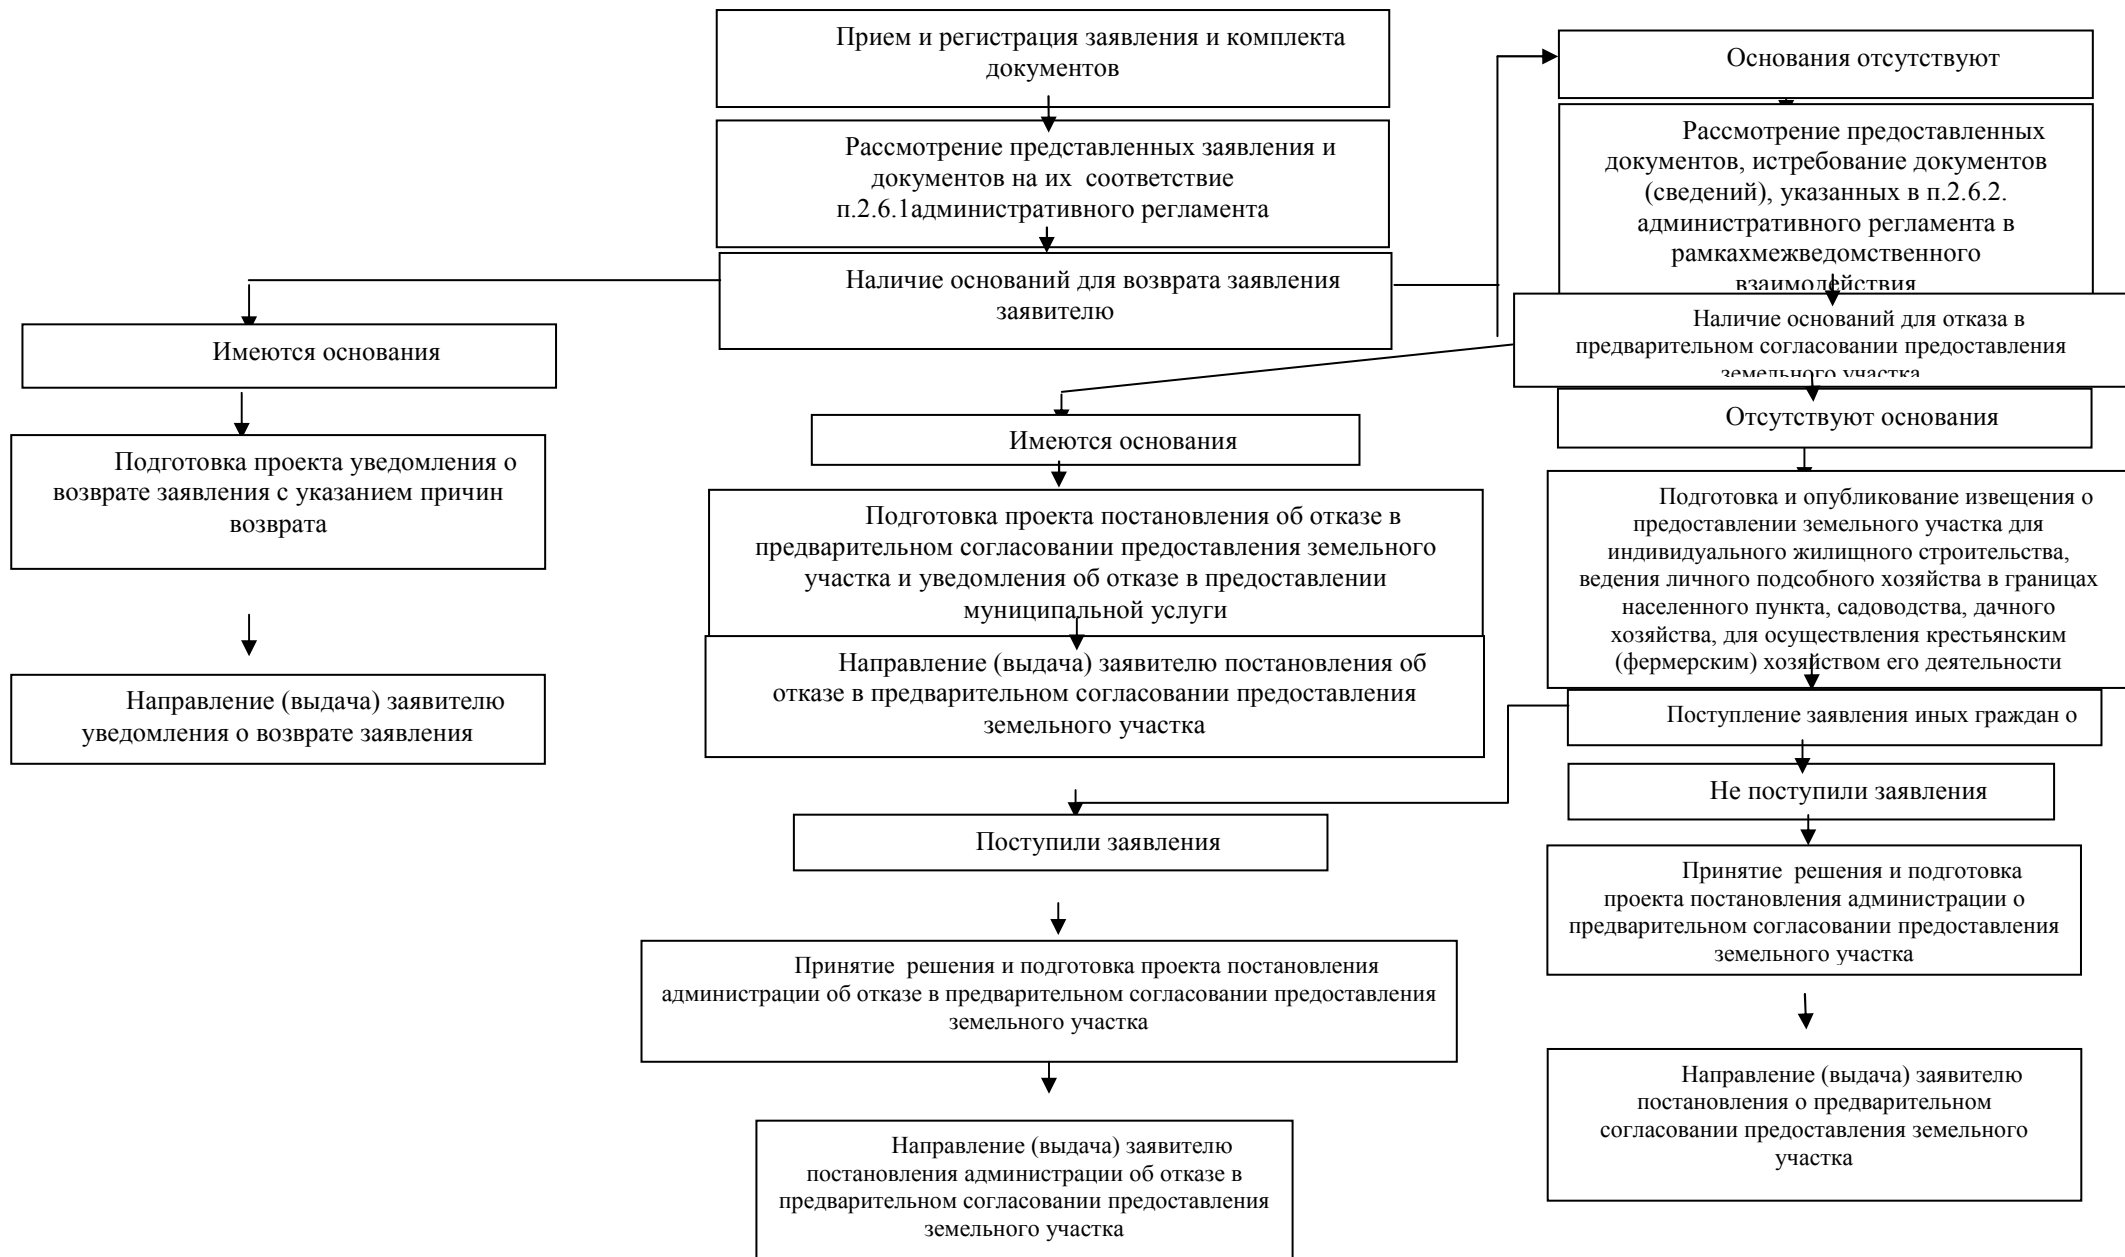 Прием и регистрация заявления и комплекта
документов
Рассмотрение представленных заявления и
документов на их  соответствие
п.2.6.1административного регламента
Наличие оснований для возврата заявления
заявителю
Основания отсутствуют
Рассмотрение предоставленных
документов, истребование документов
(сведений), указанных в п.2.6.2.
административного регламента в
рамкахмежведомственного
взаимодействия
Наличие оснований для отказа в
предварительном согласовании предоставления
земельного участка
Имеются основания
Подготовка проекта уведомления о
возврате заявления с указанием причин
возврата
Направление (выдача) заявителю
уведомления о возврате заявления
Имеются основания
Подготовка проекта постановления об отказе в
предварительном согласовании предоставления земельного
участка и уведомления об отказе в предоставлении
муниципальной услуги
Направление (выдача) заявителю постановления об
отказе в предварительном согласовании предоставления
земельного участка
Отсутствуют основания
Подготовка и опубликование извещения о
предоставлении земельного участка для
индивидуального жилищного строительства,
ведения личного подсобного хозяйства в границах
населенного пункта, садоводства, дачного
хозяйства, для осуществления крестьянским
(фермерским) хозяйством его деятельности
Поступление заявления иных граждан о
Не поступили заявления
Принятие  решения и подготовка
проекта постановления администрации о
предварительном согласовании предоставления
земельного участка
Направление (выдача) заявителю
постановления о предварительном
согласовании предоставления земельного
участка
Поступили заявления
Принятие  решения и подготовка проекта постановления
администрации об отказе в предварительном согласовании предоставления
земельного участка
Направление (выдача) заявителю
постановления администрации об отказе в
предварительном согласовании предоставления
земельного участка